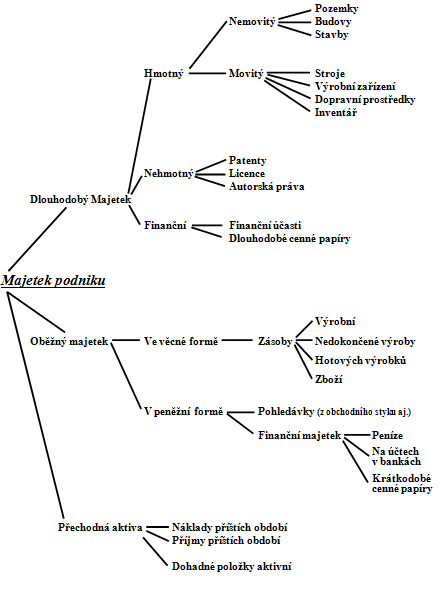 Pozemky
Nemovitý
Budovy
Stavby
Hmotný
Movitý
Stroje
Výrobní zařízení
Dopravní prostředky
Inventář
Patenty
Nehmotný
Licence
Autorská práva
Dlouhodobý Majetek
Finanční
Finanční účasti
Dlouhodobé cenné papíry
Majetek podniku
Výrobní
Oběžný majetek
Ve věcné formě
Zásoby
Nedokončené výroby
Hotových výrobků
Zboží
V peněžní formě
Pohledávky (z obchodního styku aj.)
Finanční majetek
Peníze
Na účtech
v bankách
Krátkodobé
cenné papíry
Přechodná aktiva
Náklady příštích období
Příjmy příštích období
Dohadné položky aktivní